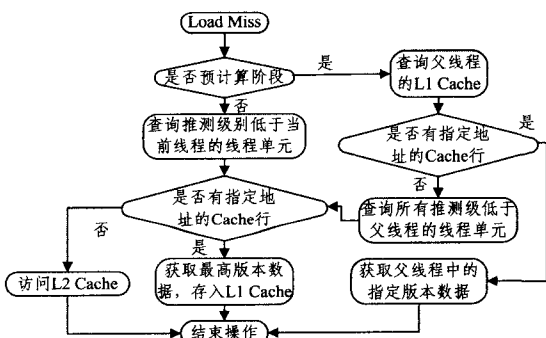 Load Miss
是否预计算阶段
是
查询父线程
的L1 Cache
否
查询推测级别低于当
前线程的线程单元
是否有指定地
址的Cache行
是
否
查询所有推测级低于
父线程的线程单元
是否有指定地
址的Cache行
否
是
访问L2 Cache
获取最高版本数
据，存入L1 Cache
获取父线程中的
指定版本数据
结束操作